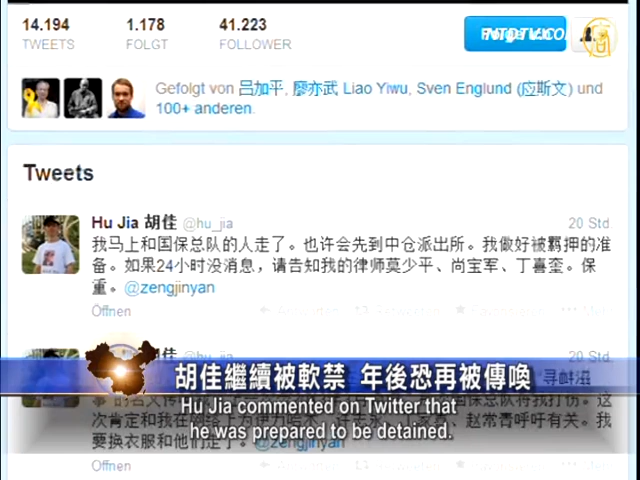 14.194 1.178 41.223
TWEETS FOLGT FOLLOWER
NTDTV.CO
Gefolgt von 吕加平, 廖亦武 Liao Yiwu, Sven Englund (应斯文) und
100+ anderen.
Tweets
Hu Jia 胡佳 @hu_jia 20 Std
我马上和国保总队的人走了。也许会先到中仓派出所。我做好被羁押的准
备。如果24小时没消息，请告知我的律师莫少平、尚宝军、丁喜奎。保
重。@zengjinyan
Öffnen
20 Std
胡佳繼續被軟禁 年後恐再被傳喚
Hu Jia commented on Twitter that
he was prepared to be detained.
赵常青呼吁有关。我
要换衣服和他们走了。@zengjinyan
Öffnen